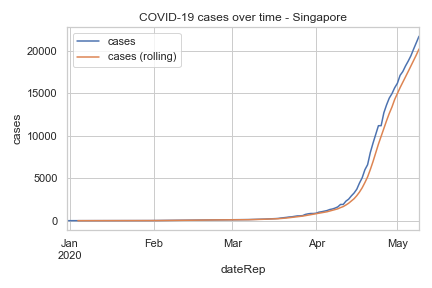 COVID-19 cases over time - Singapore
cases
cases (rolling)
20000
15000
10000
5000
0
cases
Jan
2020
Feb
Mar
Apr
May
dateRep